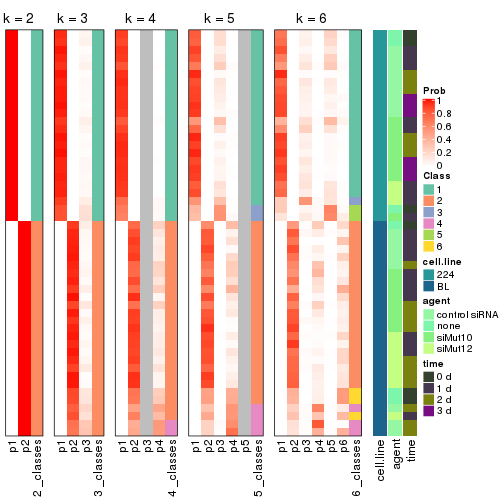 k = 2
k = 3
k = 4
k = 5
k = 6
p1
p2
2_classes
p1
p2
p3
3_classes
p1
p2
p3
p4
4_classes
p1
p2
p3
p4
p5
5_classes
p1
p2
p3
p4
p5
p6
6_classes
cell.line
agent
time
Prob
1
0.8
0.6
0.4
0.2
0
Class
1
2
3
4
5
6
cell.line
224
BL
agent
control siRNA
none
siMut10
siMut12
time
0 d
1 d
2 d
3 d